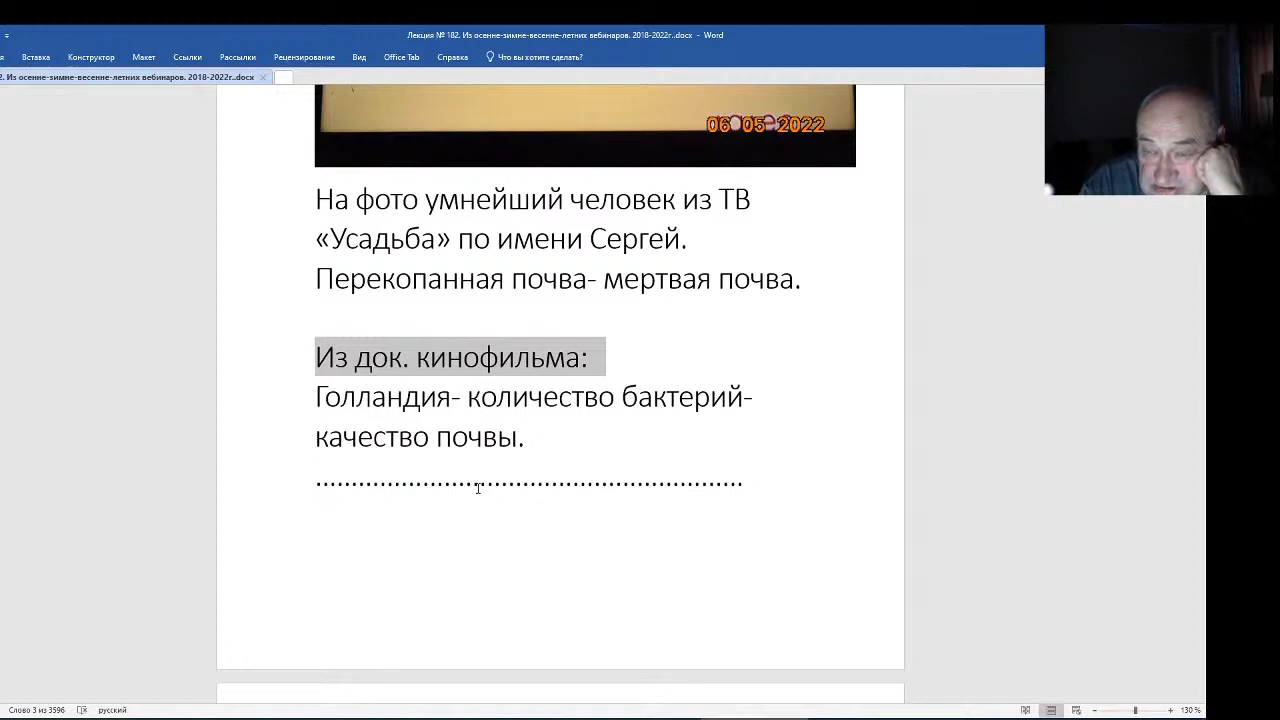 Лекция № 182. Из осенне-зимне-весенне-летних вебинаров. 2018-2022г..docx - Word
Вставка Конструктор Макет Ссылки Рассылки Рецензирование Вид Office Tab Справка Что вы хотите сделать?
2. Из осенне-зимне-весенне-летних вебинаров. 2018-2022г..docx
2022
На фото умнейший человек из ТВ
«Усадьба» по имени Сергей.
Перекопанная почва- мертвая почва.
Из док. кинофильма:
Голландия- количество бактерий-
качество почвы.
............................................................
Слово 3 из 3596 русский 130 %